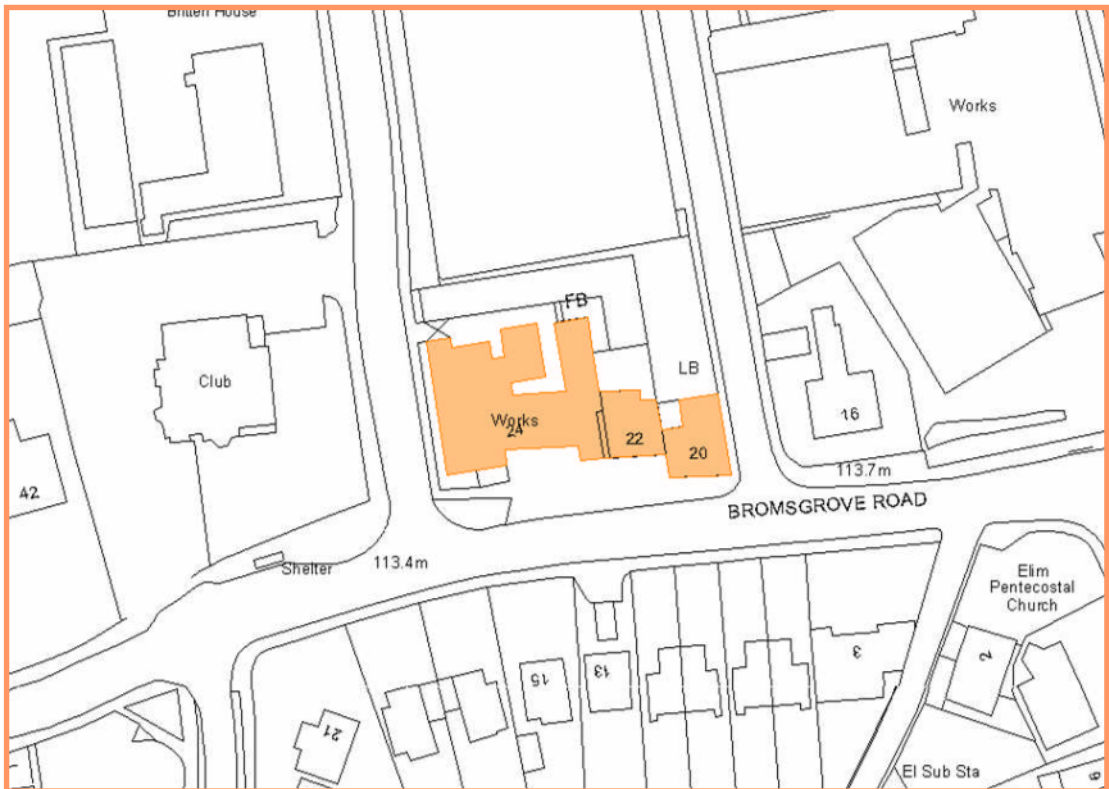 Britten House
Works
FB
Club
LB
Works
24
22
20
16
42
113.7m
BROMSGROVE ROAD
Shelter
113.4m
Elim
Pentecostal
Church
15
13
3
2
21
El Sub Sta
9